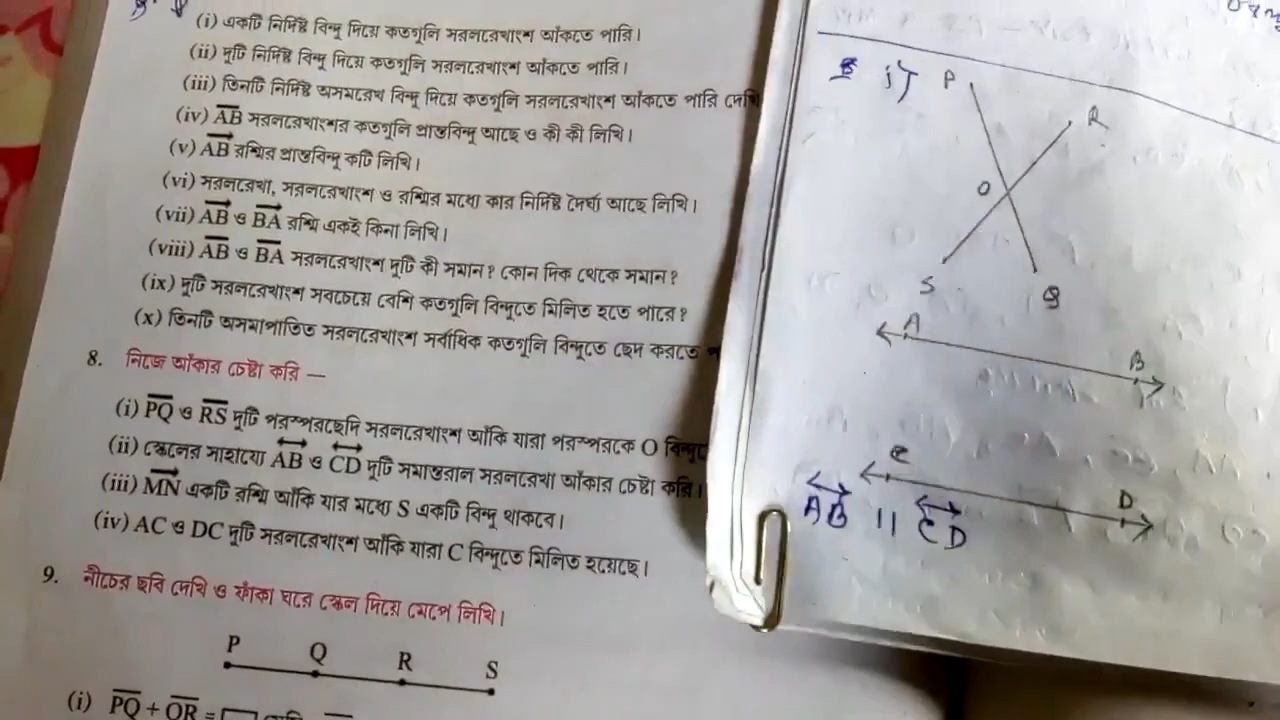 (i) একটি নির্দিষ্ট বিন্দু দিয়ে কতগুলি সরলরেখাংশ আঁকতে পারি।
(ii) দুটি নির্দিষ্ট বিন্দু দিয়ে কতগুলি সরলরেখাংশ আঁকতে পারি।
(iii) তিনটি নির্দিষ্ট অসমরেখ বিন্দু দিয়ে কতগুলি সরলরেখাংশ আঁকতে পারি দেখি
(iv) AB সরলরেখাংশের কতগুলি প্রান্তবিন্দু আছে ও কী কী লিখি।
(v) AB রশ্মির প্রান্তবিন্দু কটি লিখি।
(vi) সরলরেখা, সরলরেখাংশ ও রশ্মির মধ্যে কার নির্দিষ্ট দৈর্ঘ্য আছে লিখি।
(vii) AB ও BA রশ্মি একই কিনা লিখি।
(viii) AB ও BA সরলরেখাংশ দুটি কী সমান? কোন দিক থেকে সমান?
(ix) দুটি সরলরেখাংশ সবচেয়ে বেশি কতগুলি বিন্দুতে মিলিত হতে পারে?
(x) তিনটি অসমাপাতিত সরলরেখাংশ সর্বাধিক কতগুলি বিন্দুতে ছেদ করতে
8. নিজে আঁকার চেষ্টা করি —
(i) PQ ও RS দুটি পরস্পরছেদি সরলরেখাংশ আঁকি যারা পরস্পরকে O বিন্দুতে
(ii) স্কেলের সাহায্যে AB ও CD দুটি সমান্তরাল সরলরেখা আঁকার চেষ্টা করি।
(iii) MN একটি রশ্মি আঁকি যার মধ্যে S একটি বিন্দু থাকবে।
(iv) AC ও DC দুটি সরলরেখাংশ আঁকি যারা C বিন্দুতে মিলিত হয়েছে।
9. নীচের ছবি দেখি ও ফাঁকা ঘরে স্কেল দিয়ে মেপে লিখি।
P Q R S
(i) PQ + QR =
i)
P
R
O
S
Q
A
B
C
D
AB || CD